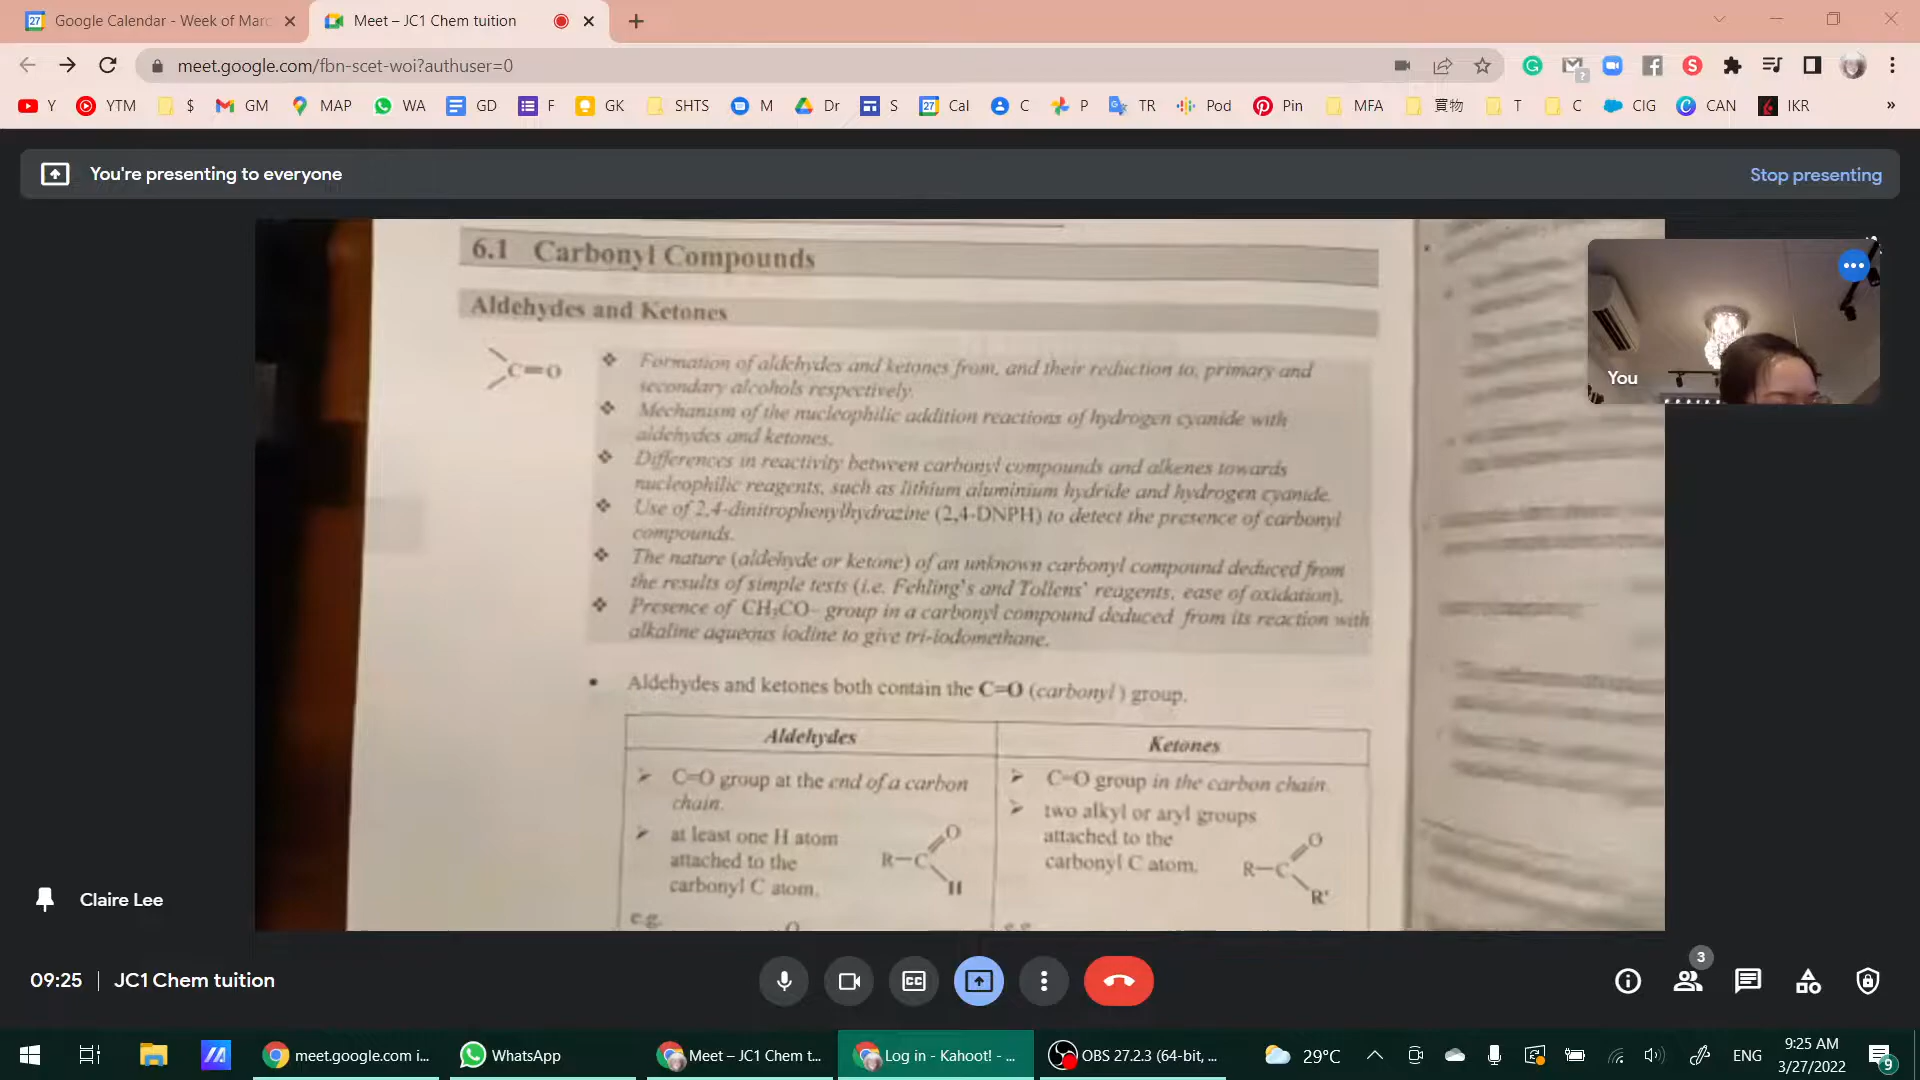 Google Calendar - Week of Marc
Meet – JC1 Chem tuition
meet.google.com/fbn-scet-woi?authuser=0
Y
YTM
$
GM
MAP
WA
GD
F
GK
SHTS
M
Dr
S
Cal
C
P
TR
Pod
Pin
MFA
買物
T
C
CIG
CAN
IKR
»
You're presenting to everyone
Stop presenting
6.1 Carbonyl Compounds
Aldehydes and Ketones
C=O
❖ Formation of aldehydes and ketones from, and their reduction to, primary and
secondary alcohols respectively.
❖ Mechanism of the nucleophilic addition reactions of hydrogen cyanide with
aldehydes and ketones.
❖ Differences in reactivity between carbonyl compounds and alkenes towards
nucleophilic reagents, such as lithium aluminium hydride and hydrogen cyanide.
❖ Use of 2,4-dinitrophenylhydrazine (2,4-DNPH) to detect the presence of carbonyl
compounds.
❖ The nature (aldehyde or ketone) of an unknown carbonyl compound deduced from
the results of simple tests (i.e. Fehling's and Tollens' reagents, ease of oxidation).
❖ Presence of CH₃CO– group in a carbonyl compound deduced from its reaction with
alkaline aqueous iodine to give tri-iodomethane.
• Aldehydes and ketones both contain the C=O (carbonyl) group.
Aldehydes
➢ C=O group at the end of a carbon
chain.
➢ at least one H atom
attached to the
carbonyl C atom.
R—C
O
H
e.g.
O
Ketones
➢ C=O group in the carbon chain.
➢ two alkyl or aryl groups
attached to the
carbonyl C atom.
R—C
O
R'
e.g.
You
Claire Lee
09:25 | JC1 Chem tuition
3
meet.google.com i...
WhatsApp
Meet – JC1 Chem t...
Log in - Kahoot! - ...
OBS 27.2.3 (64-bit, ...
29°C
ENG
9:25 AM
3/27/2022
9